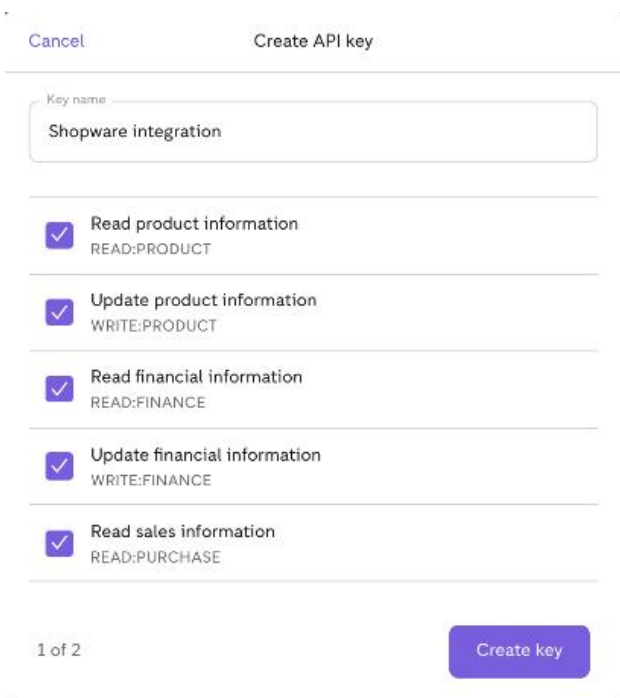 Cancel
Create API key
Key name
Shopware integration
Read product information
READ:PRODUCT
Update product information
WRITE:PRODUCT
Read financial information
READ:FINANCE
Update financial information
WRITE:FINANCE
Read sales information
READ:PURCHASE
1 of 2
Create key